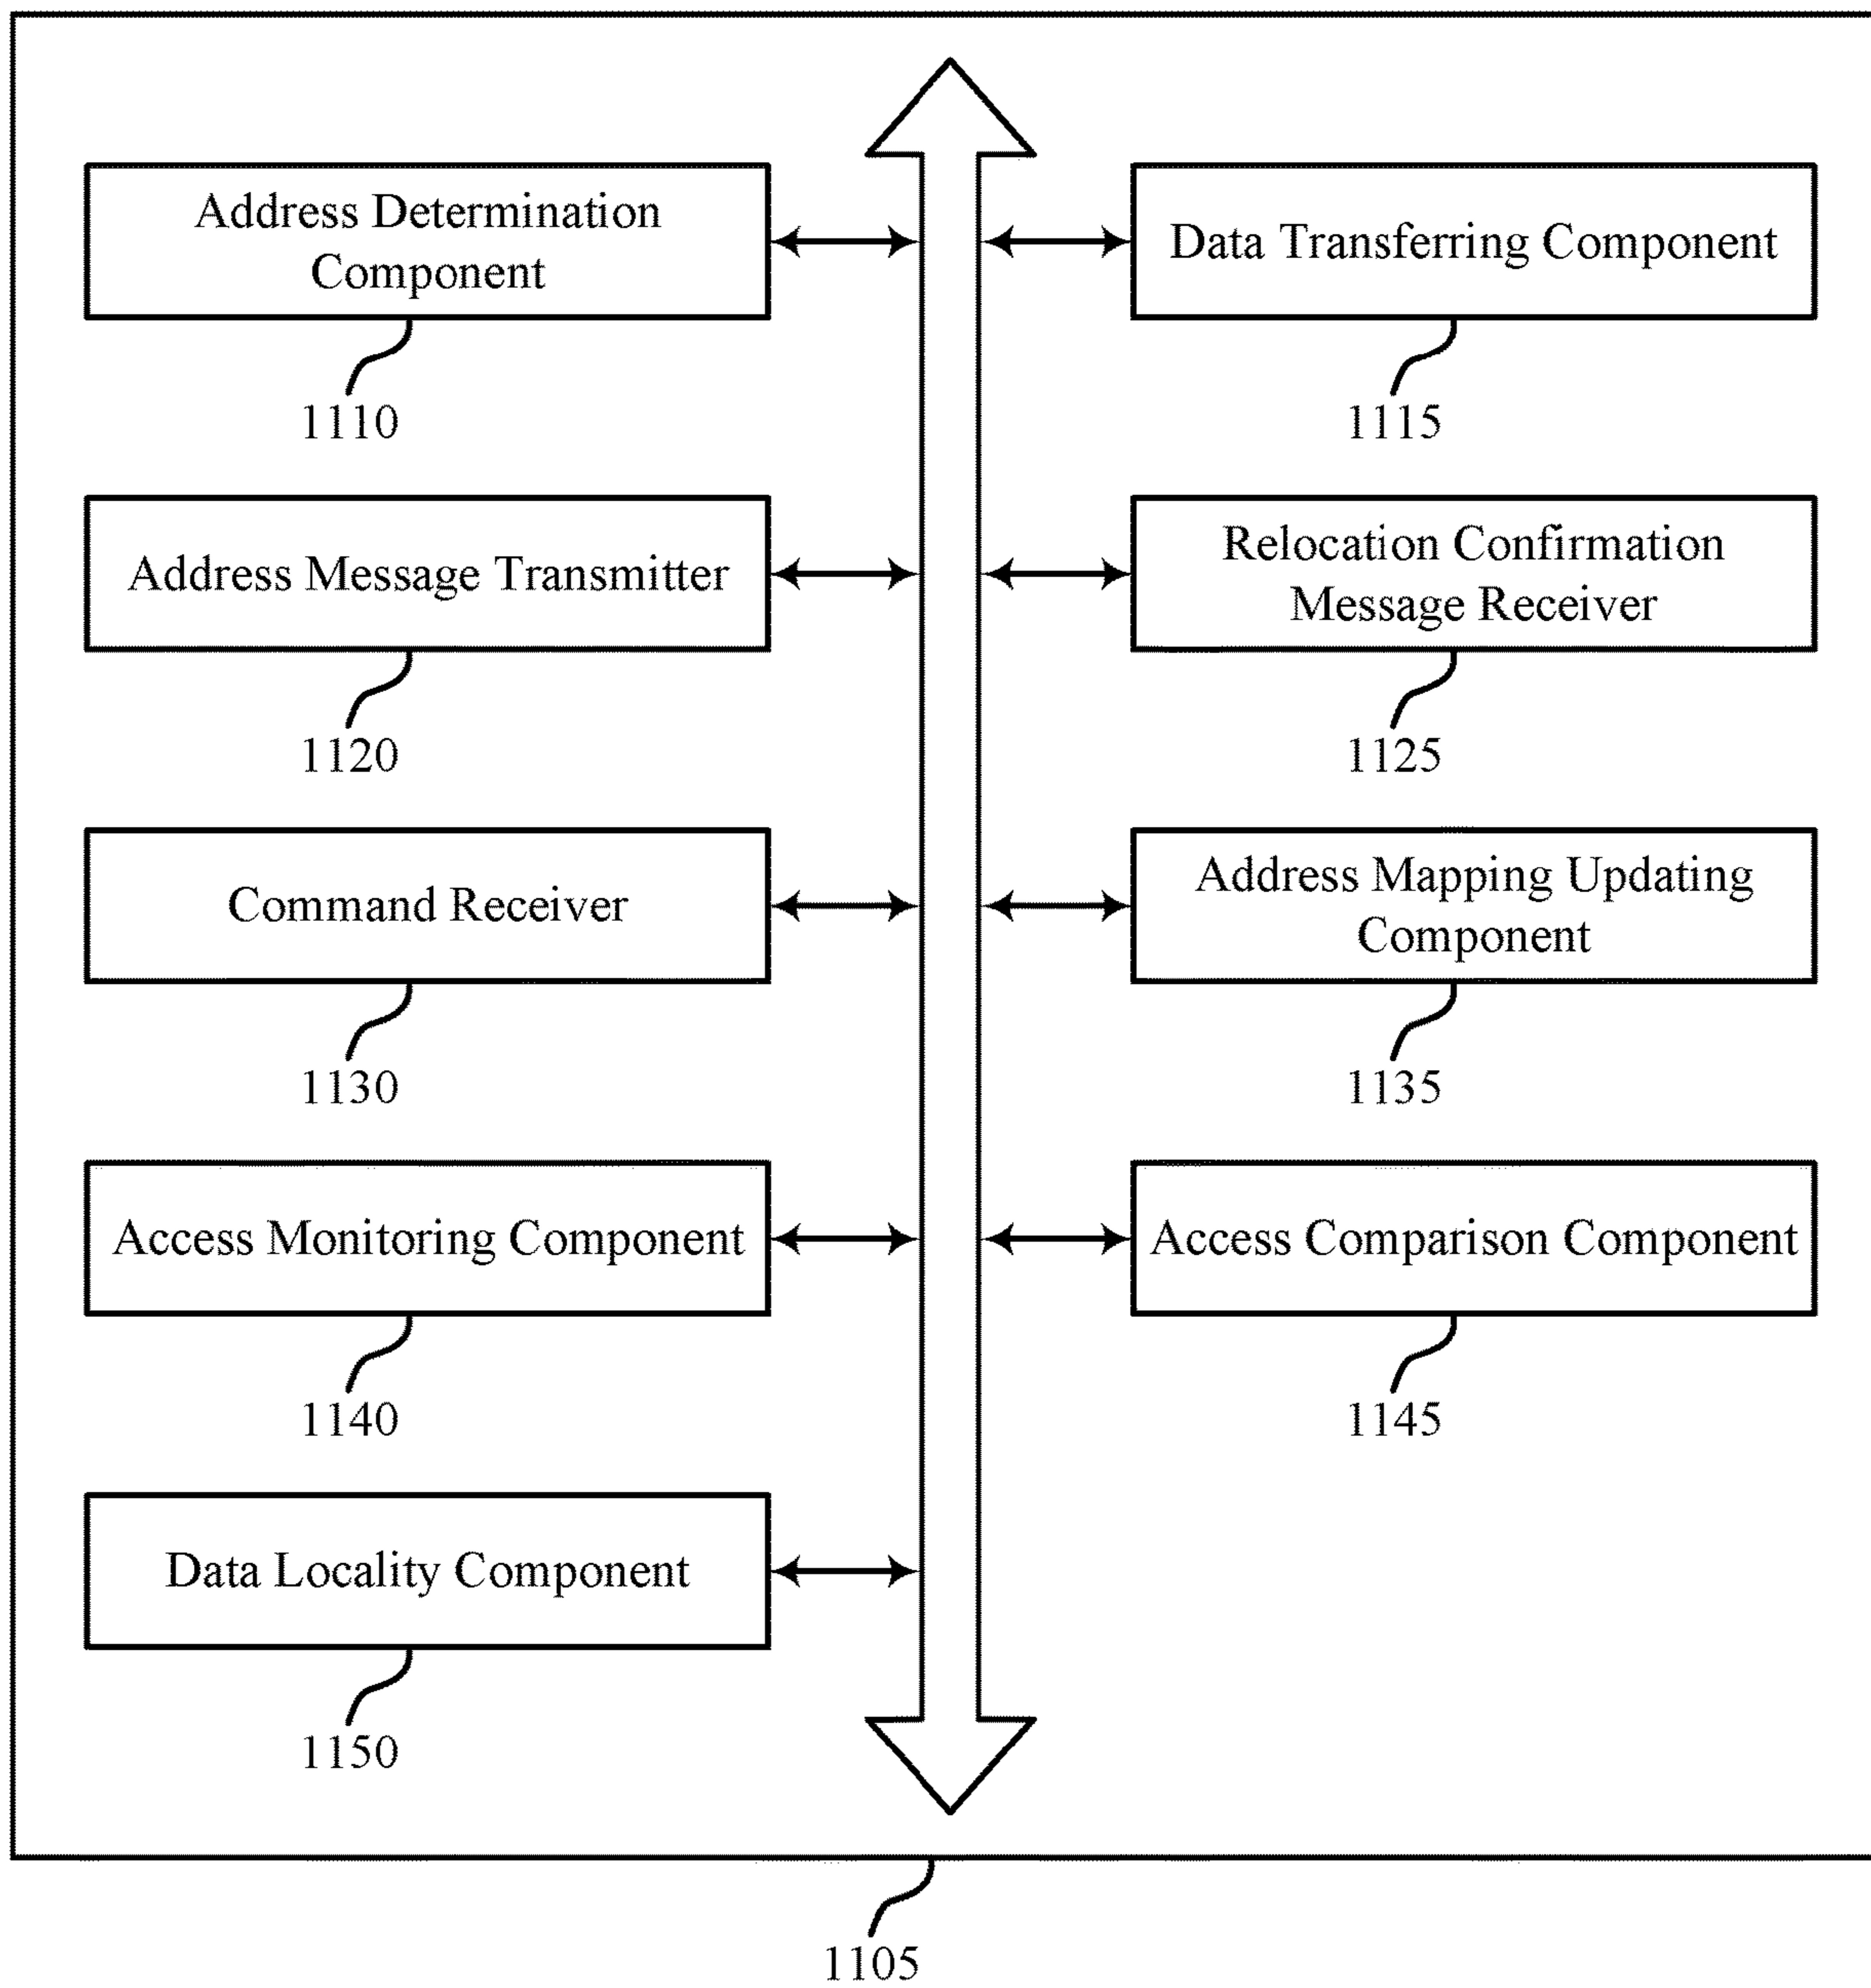 Address Determination
Component
1110
Data Transferring Component
1115
Address Message Transmitter
1120
Relocation Confirmation
Message Receiver
1125
Command Receiver
1130
Address Mapping Updating
Component
1135
Access Monitoring Component
1140
Access Comparison Component
1145
Data Locality Component
1150
1105